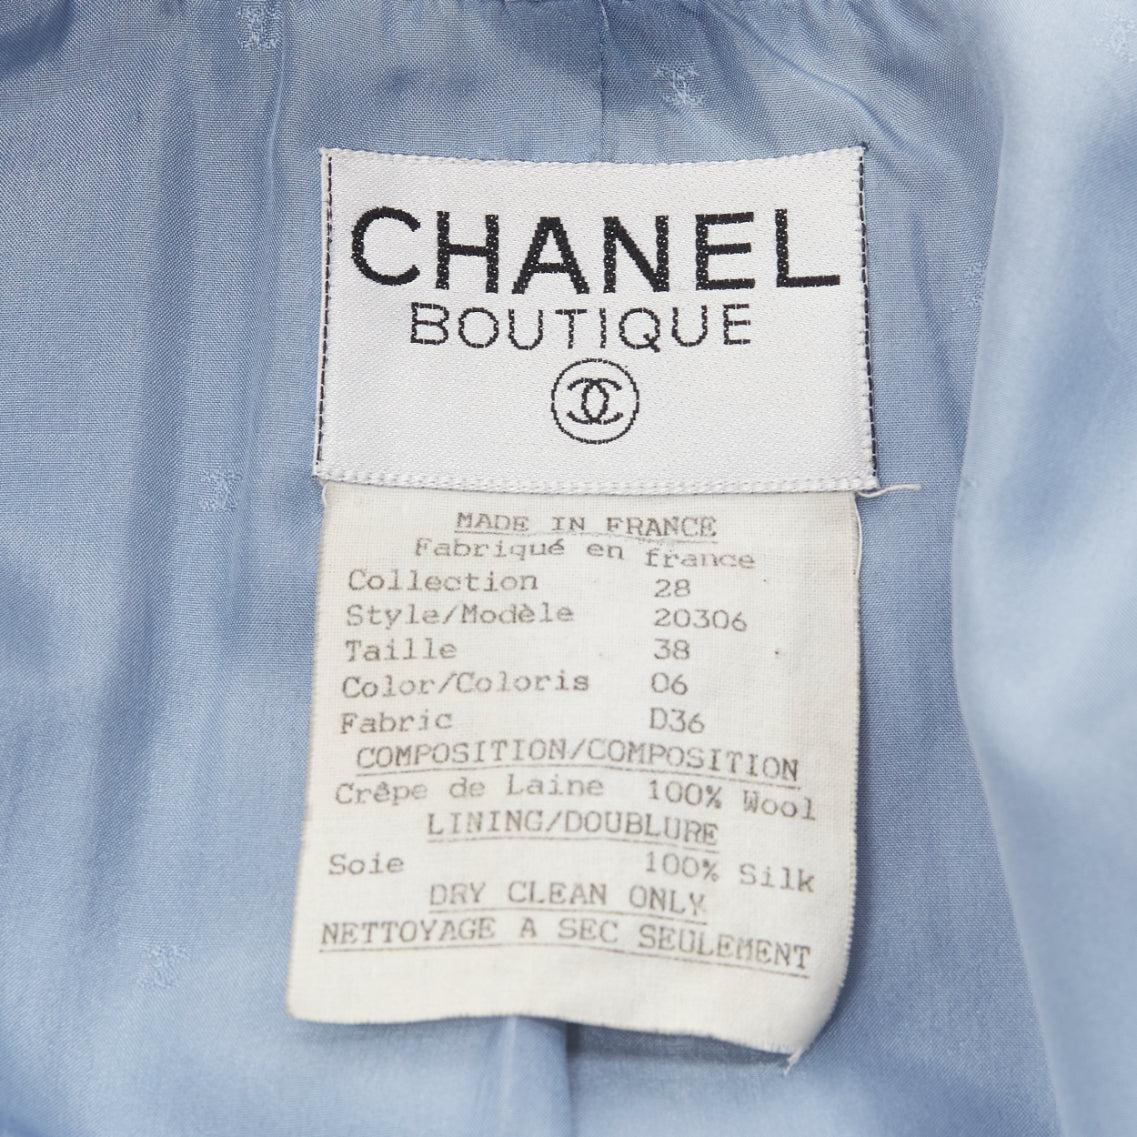 CHANEL
BOUTIQUE
MADE IN FRANCE
Fabriqué en france
Collection 28
Style/Modèle 20306
Taille 38
Color/Coloris 06
Fabric D36
COMPOSITION/COMPOSITION
Crêpe de Laine 100% Wool
LINING/DOUBLURE
Soie 100% Silk
DRY CLEAN ONLY
NETTOYAGE A SEC SEULEMENT